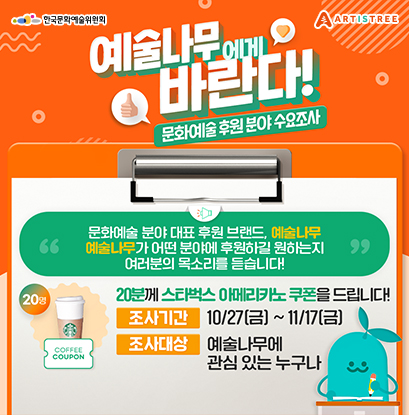 한국문화예술위원회
ARTISTREE
예술나무에게
바란다!
문화예술 후원 분야 수요조사
문화예술 분야 대표 후원 브랜드, 예술나무
예술나무가 어떤 분야에 후원하길 원하는지
여러분의 목소리를 듣습니다!
20명
COFFEE
COUPON
20분께 스타벅스 아메리카노 쿠폰을 드립니다!
조사기간 10/27(금) ~ 11/17(금)
조사대상 예술나무에
관심 있는 누구나